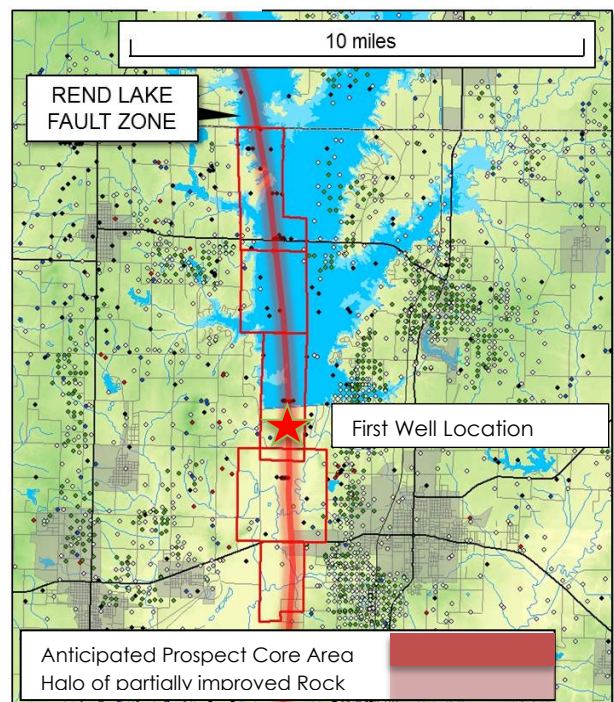 10 miles
REND LAKE
FAULT ZONE
First Well Location
Anticipated Prospect Core Area
Halo of partially improved Rock